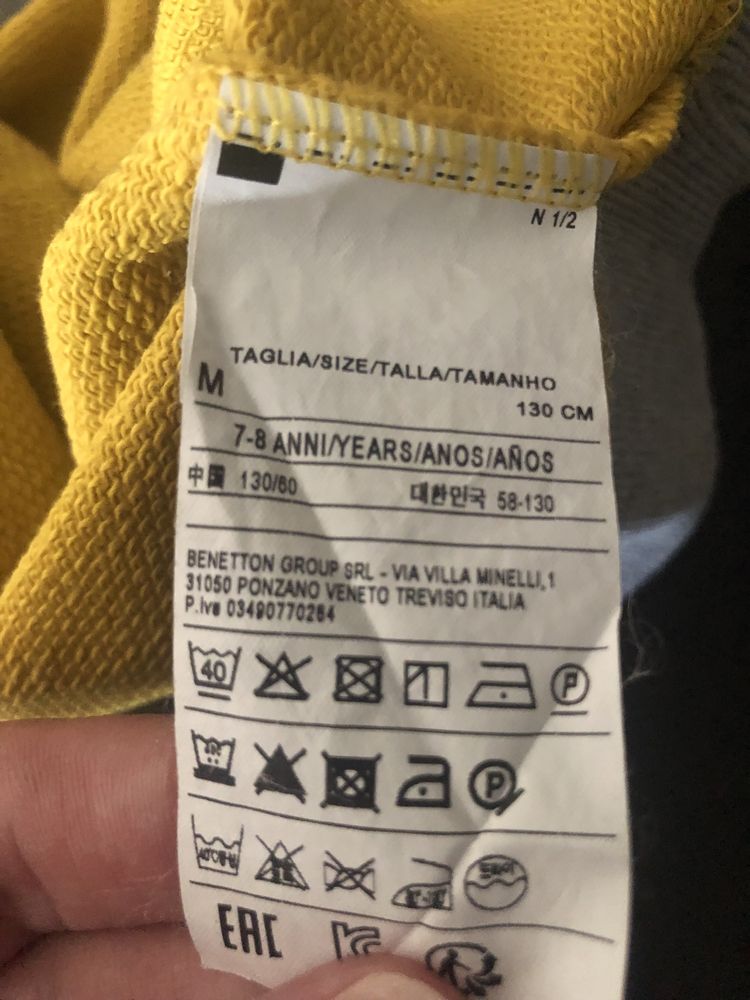 N 1/2
TAGLIA/SIZE/TALLA/TAMANHO
M 130 CM
7-8 ANNI/YEARS/ANOS/AÑOS
中国 130/60 대한민국 58-130
BENETTON GROUP SRL - VIA VILLA MINELLI,1
31050 PONZANO VENETO TREVISO ITALIA
P.Iva 03490770264
40 P
P
EAC